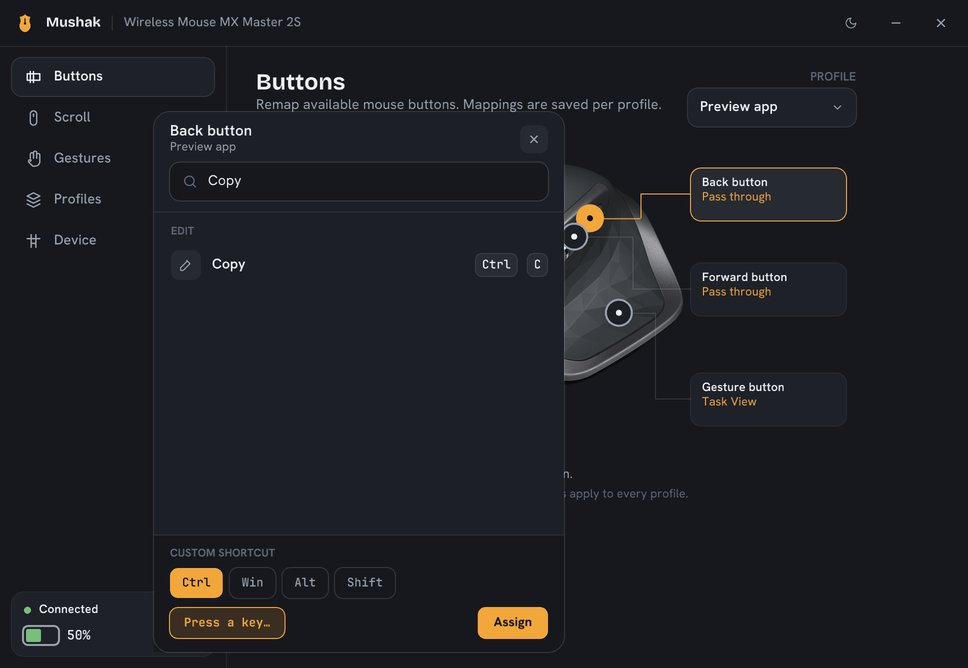 Mushak
Wireless Mouse MX Master 2S
Buttons
Scroll
Gestures
Profiles
Device
Connected
50%
Buttons
Remap available mouse buttons. Mappings are saved per profile.
PROFILE
Preview app
Back button
Preview app
Copy
EDIT
Copy
Ctrl C
CUSTOM SHORTCUT
Ctrl Win Alt Shift
Press a key…
Assign
Back button
Pass through
Forward button
Pass through
Gesture button
Task View
n.
apply to every profile.